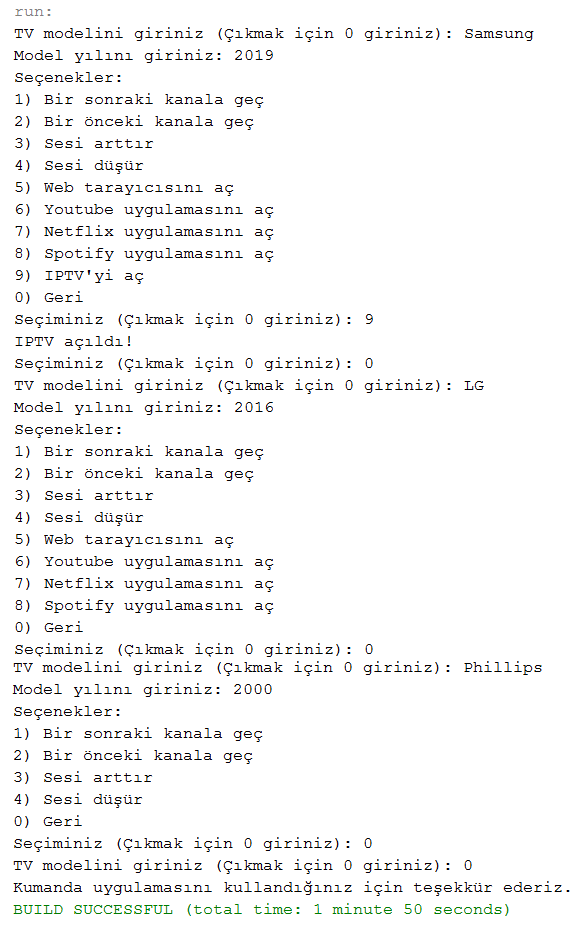 run:
TV modelini giriniz (Çıkmak için 0 giriniz): Samsung
Model yılını giriniz: 2019
Seçenekler:
1) Bir sonraki kanala geç
2) Bir önceki kanala geç
3) Sesi arttır
4) Sesi düşür
5) Web tarayıcısını aç
6) Youtube uygulamasını aç
7) Netflix uygulamasını aç
8) Spotify uygulamasını aç
9) IPTV'yi aç
0) Geri
Seçiminiz (Çıkmak için 0 giriniz): 9
IPTV açıldı!
Seçiminiz (Çıkmak için 0 giriniz): 0
TV modelini giriniz (Çıkmak için 0 giriniz): LG
Model yılını giriniz: 2016
Seçenekler:
1) Bir sonraki kanala geç
2) Bir önceki kanala geç
3) Sesi arttır
4) Sesi düşür
5) Web tarayıcısını aç
6) Youtube uygulamasını aç
7) Netflix uygulamasını aç
8) Spotify uygulamasını aç
0) Geri
Seçiminiz (Çıkmak için 0 giriniz): 0
TV modelini giriniz (Çıkmak için 0 giriniz): Phillips
Model yılını giriniz: 2000
Seçenekler:
1) Bir sonraki kanala geç
2) Bir önceki kanala geç
3) Sesi arttır
4) Sesi düşür
0) Geri
Seçiminiz (Çıkmak için 0 giriniz): 0
TV modelini giriniz (Çıkmak için 0 giriniz): 0
Kumanda uygulamasını kullandığınız için teşekkür ederiz.
BUILD SUCCESSFUL (total time: 1 minute 50 seconds)